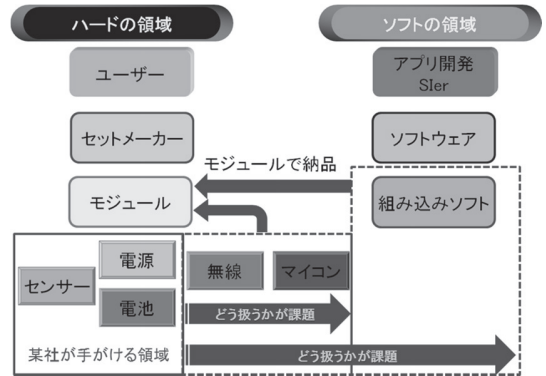 ハードの領域
ソフトの領域
ユーザー
アプリ開発
SIer
セットメーカー
ソフトウェア
モジュールで納品
モジュール
組み込みソフト
センサー
電源
電池
無線
マイコン
どう扱うかが課題
某社が手がける領域
どう扱うかが課題